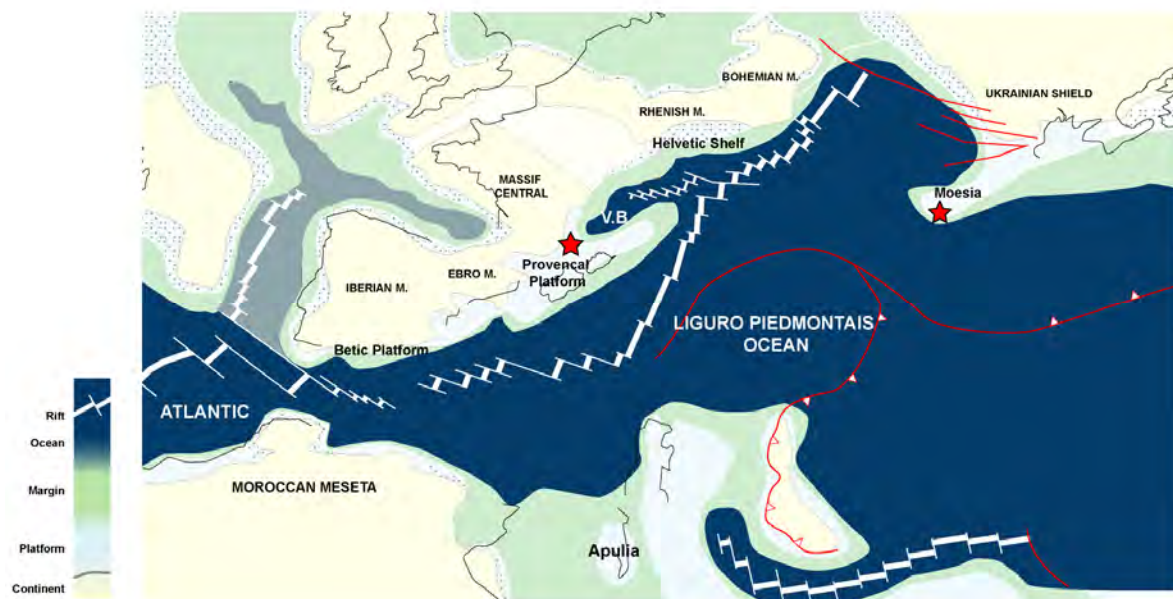 BOHEMIAN M.
UKRAINIAN SHIELD
RHENISH M.
Helvetic Shelf
MASSIF
CENTRAL
Moesia
V.B
Provençal
Platform
EBRO M.
IBERIAN M.
LIGURO PIEDMONTAIS
OCEAN
Betic Platform
ATLANTIC
MOROCCAN MESETA
Apulia
Rift
Ocean
Margin
Platform
Continent